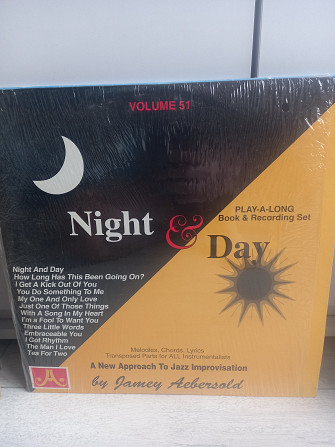 VOLUME 51
PLAY-A-LONG
Book & Recording Set
Night & Day
Night And Day
How Long Has This Been Going On?
I Get A Kick Out Of You
You Do Something To Me
My One And Only Love
Just One Of Those Things
With A Song In My Heart
I'm a Fool To Want You
Three Little Words
Embraceable You
I Got Rhythm
The Man I Love
Tea For Two
Melodies, Chords, Lyrics
Transposed Parts for ALL Instrumentalists
A New Approach To Jazz Improvisation
by Jamey Aebersold
JA